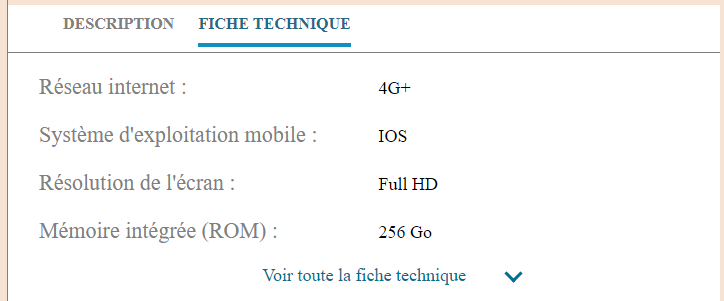 DESCRIPTION FICHE TECHNIQUE
Réseau internet : 4G+
Système d'exploitation mobile : IOS
Résolution de l'écran : Full HD
Mémoire intégrée (ROM) : 256 Go
Voir toute la fiche technique